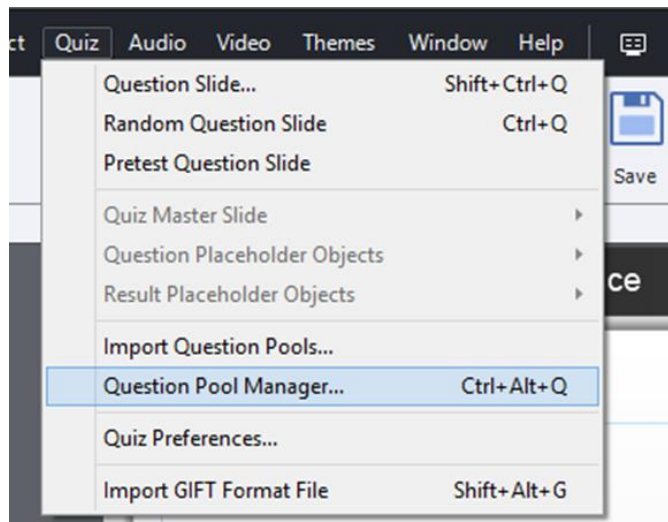 ct Quiz Audio Video Themes Window Help
Question Slide... Shift+Ctrl+Q
Random Question Slide Ctrl+Q
Pretest Question Slide
Save
Quiz Master Slide
Question Placeholder Objects
Result Placeholder Objects
ce
Import Question Pools...
Question Pool Manager... Ctrl+Alt+Q
Quiz Preferences...
Import GIFT Format File Shift+Alt+G